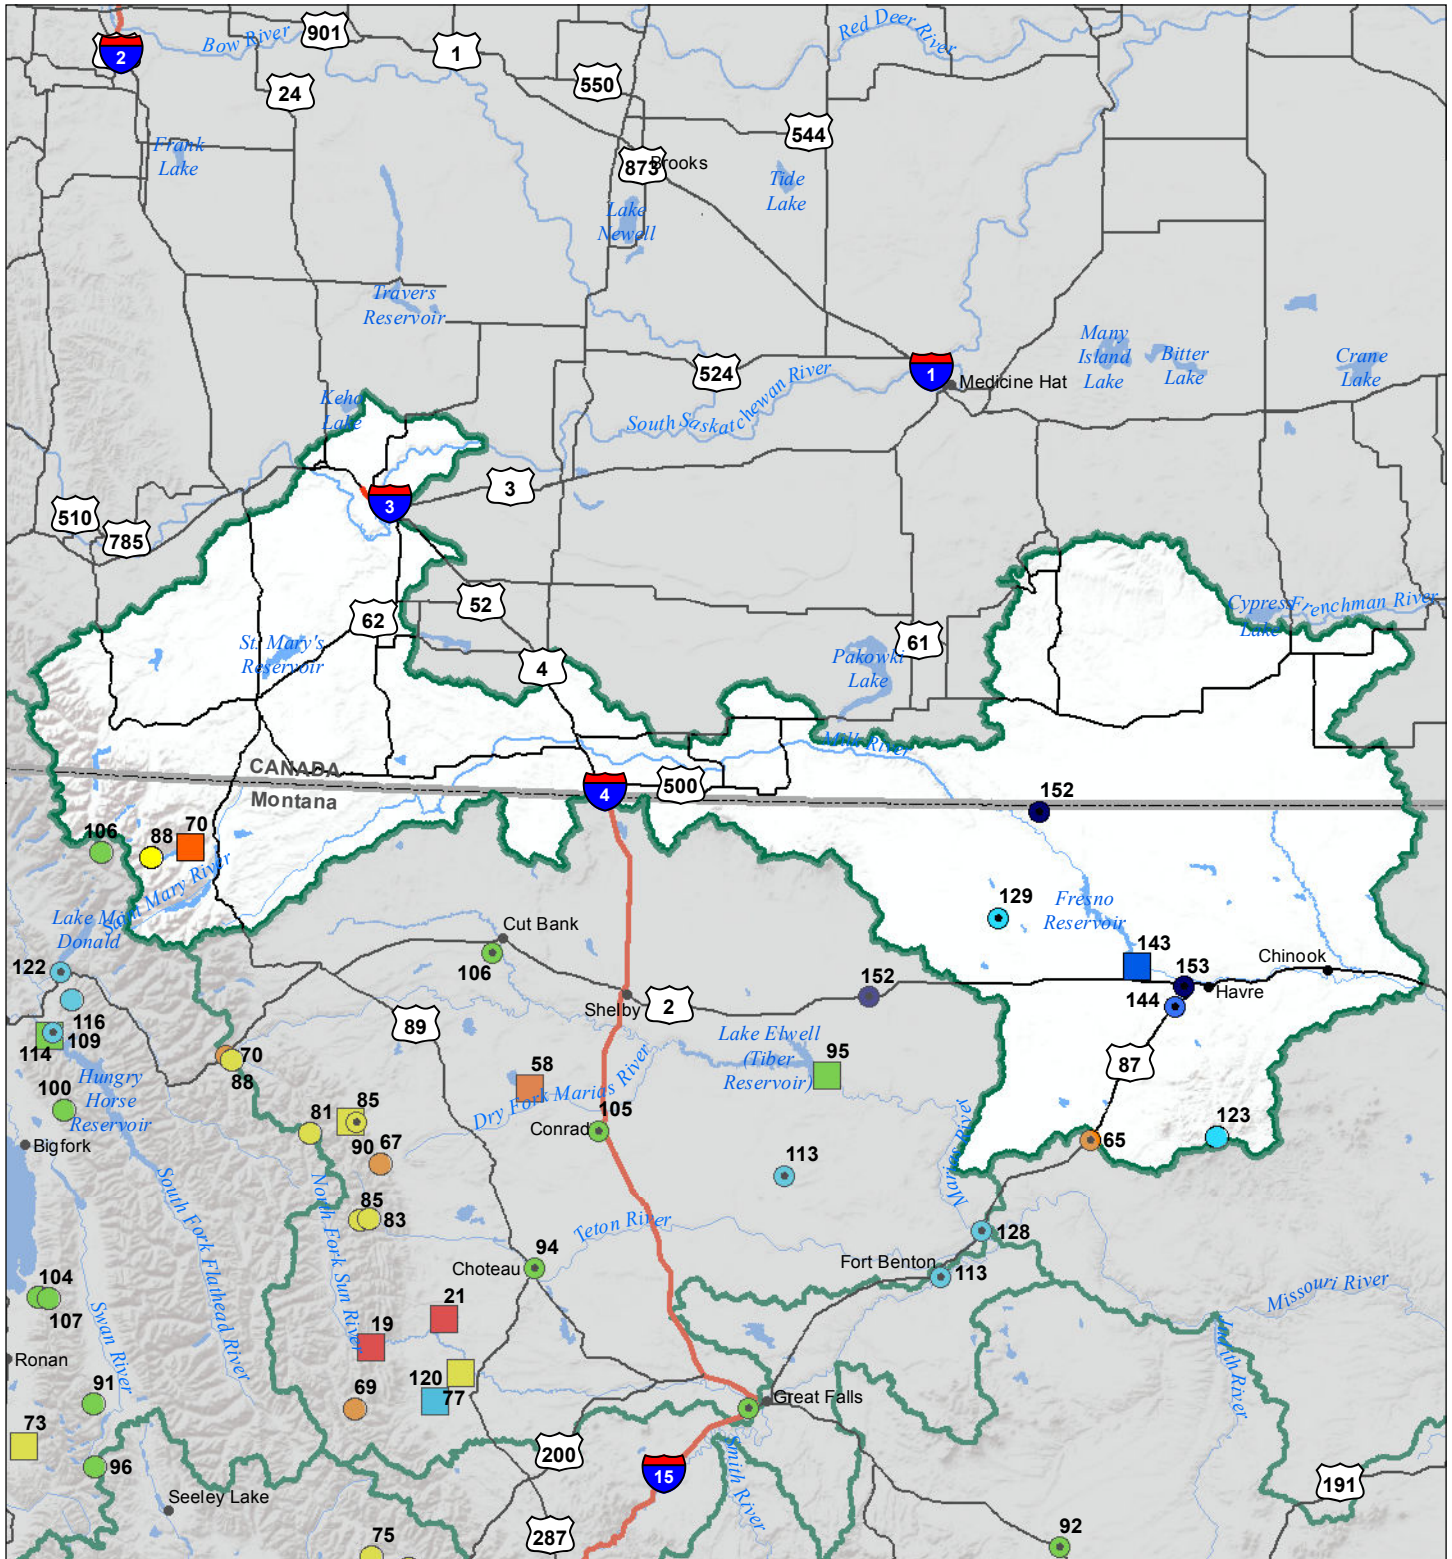 901
Bow River
1
2
24
550
Red Deer River
544
Frank
Lake
873
Brooks
Tide
Lake
Lake
Newell
Travers
Reservoir
Many
Island
Lake
Bitter
Lake
Crane
Lake
524
1
Medicine Hat
South Saskatchewan River
Keho
Lake
3
3
510
785
52
62
St. Mary's
Reservoir
4
61
Pakowki
Lake
Cypress
Lake
Frenchman River
Milk River
CANADA
Montana
4
500
152
106
88
70
Saint Mary River
Lake Mc
Donald
129
Fresno
Reservoir
143
153
Chinook
144
Havre
122
Cut Bank
106
152
Shelby
2
116
109
114
89
Lake Elwell
(Tiber
Reservoir)
95
87
70
88
58
Dry Fork Marias River
Hungry
Horse
Reservoir
100
81
85
90
67
105
Conrad
Marias River
65
123
Bigfork
113
South Fork Flathead River
North Fork Sun River
85
83
Teton River
128
94
Choteau
Fort Benton
113
104
107
Missouri River
Swan River
21
19
Judith River
Ronan
91
120
77
69
Great Falls
73
96
200
15
Smith River
191
Seeley Lake
287
75
92